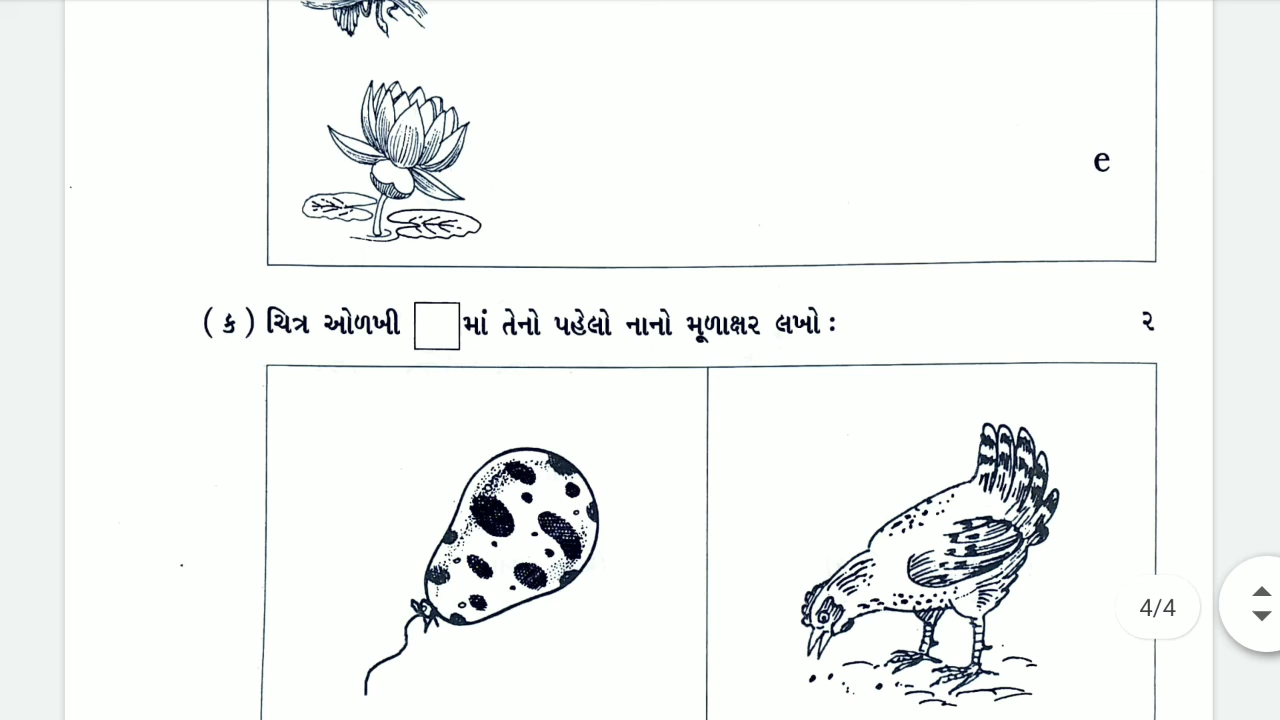 e
(ક) ચિત્ર ઓળખી માં તેનો પહેલો નાનો મૂળાક્ષર લખો : ૨
4/4